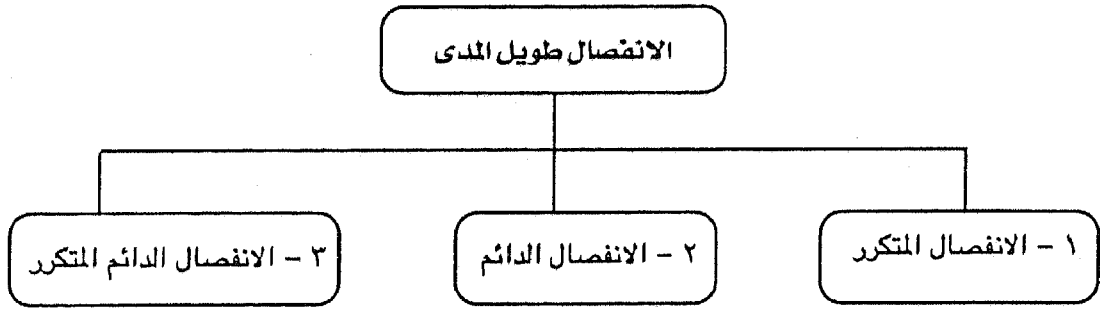 الانفصال طويل المدى
١ - الانفصال المتكرر
٢ - الانفصال الدائم
٣ - الانفصال الدائم المتكرر